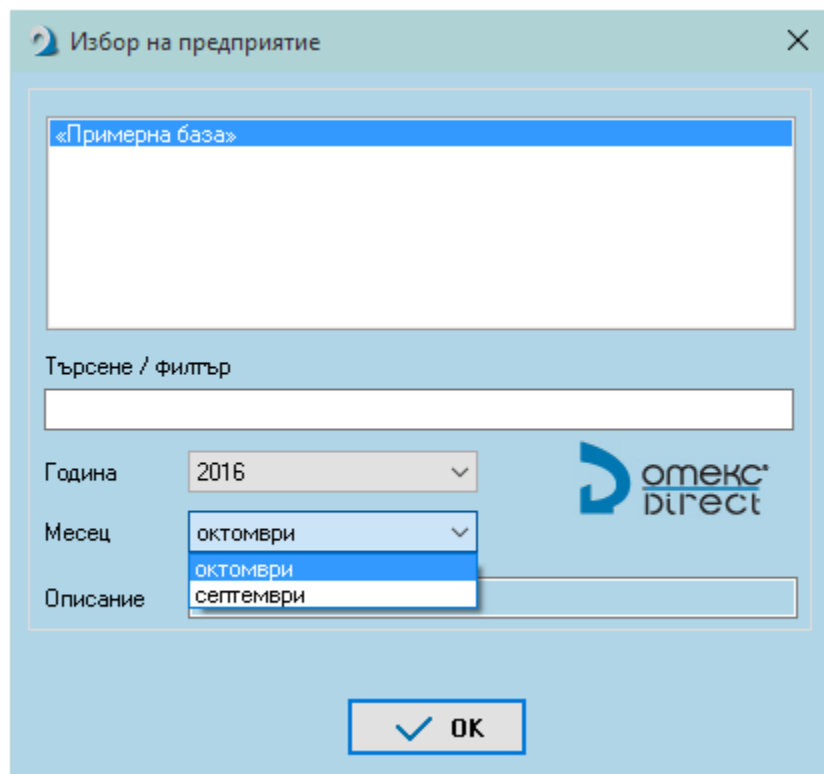 Избор на предприятие
«Примерна база»
Търсене / филтър
Година
2016
Месец
октомври
октомври
септември
Описание
омекс
Direct
OK